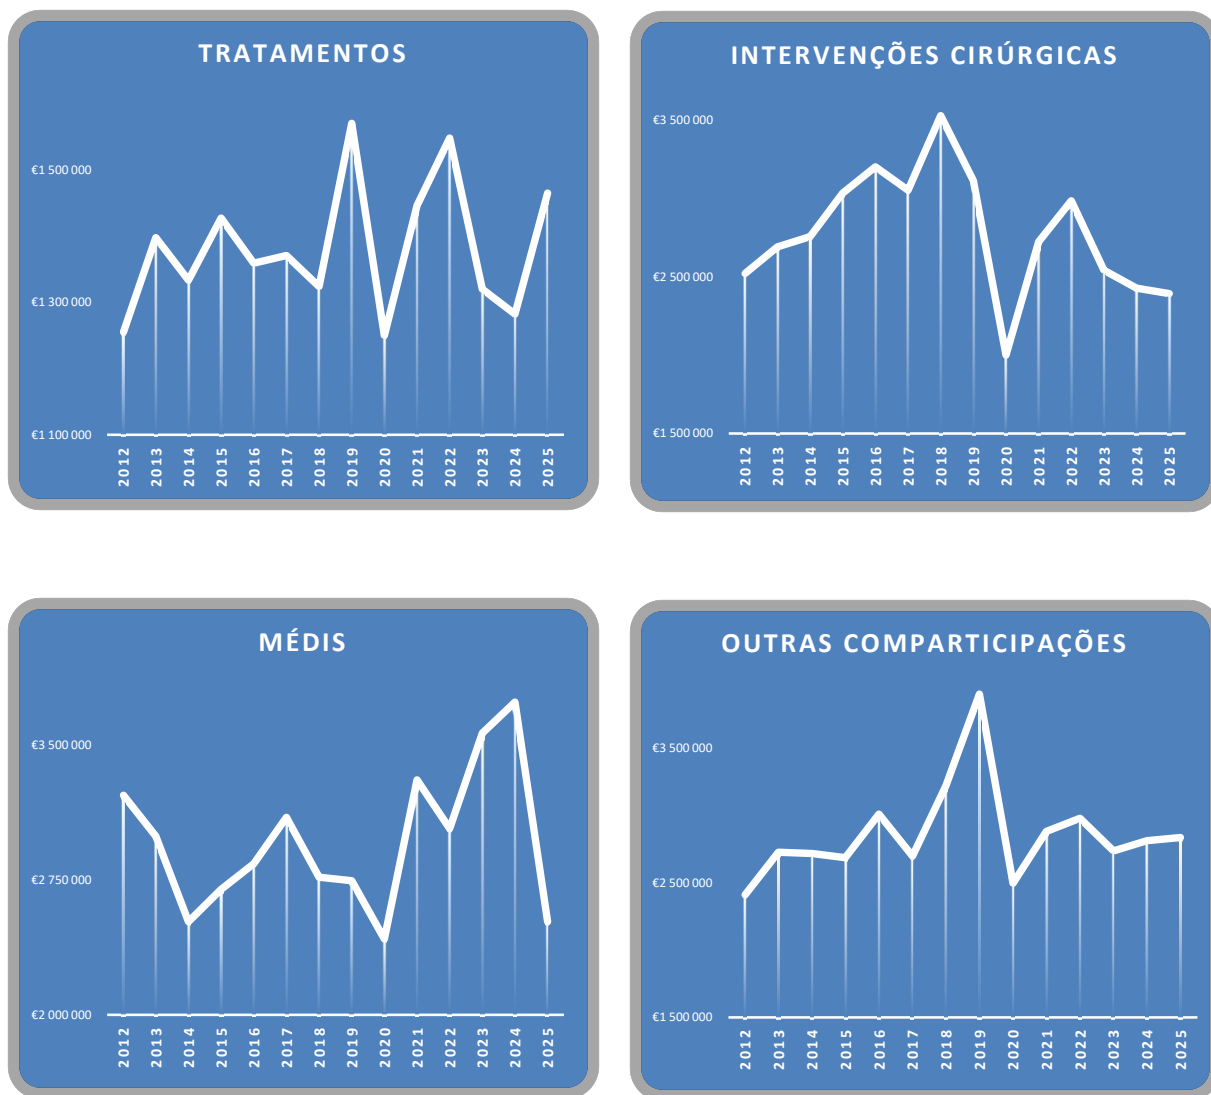 TRATAMENTOS
€1 500 000
€1 300 000
€1 100 000
2012 2013 2014 2015 2016 2017 2018 2019 2020 2021 2022 2023 2024 2025
INTERVENÇÕES CIRÚRGICAS
€3 500 000
€2 500 000
€1 500 000
2012 2013 2014 2015 2016 2017 2018 2019 2020 2021 2022 2023 2024 2025
MÉDIS
€3 500 000
€2 750 000
€2 000 000
2012 2013 2014 2015 2016 2017 2018 2019 2020 2021 2022 2023 2024 2025
OUTRAS COMPARTICIPAÇÕES
€3 500 000
€2 500 000
€1 500 000
2012 2013 2014 2015 2016 2017 2018 2019 2020 2021 2022 2023 2024 2025